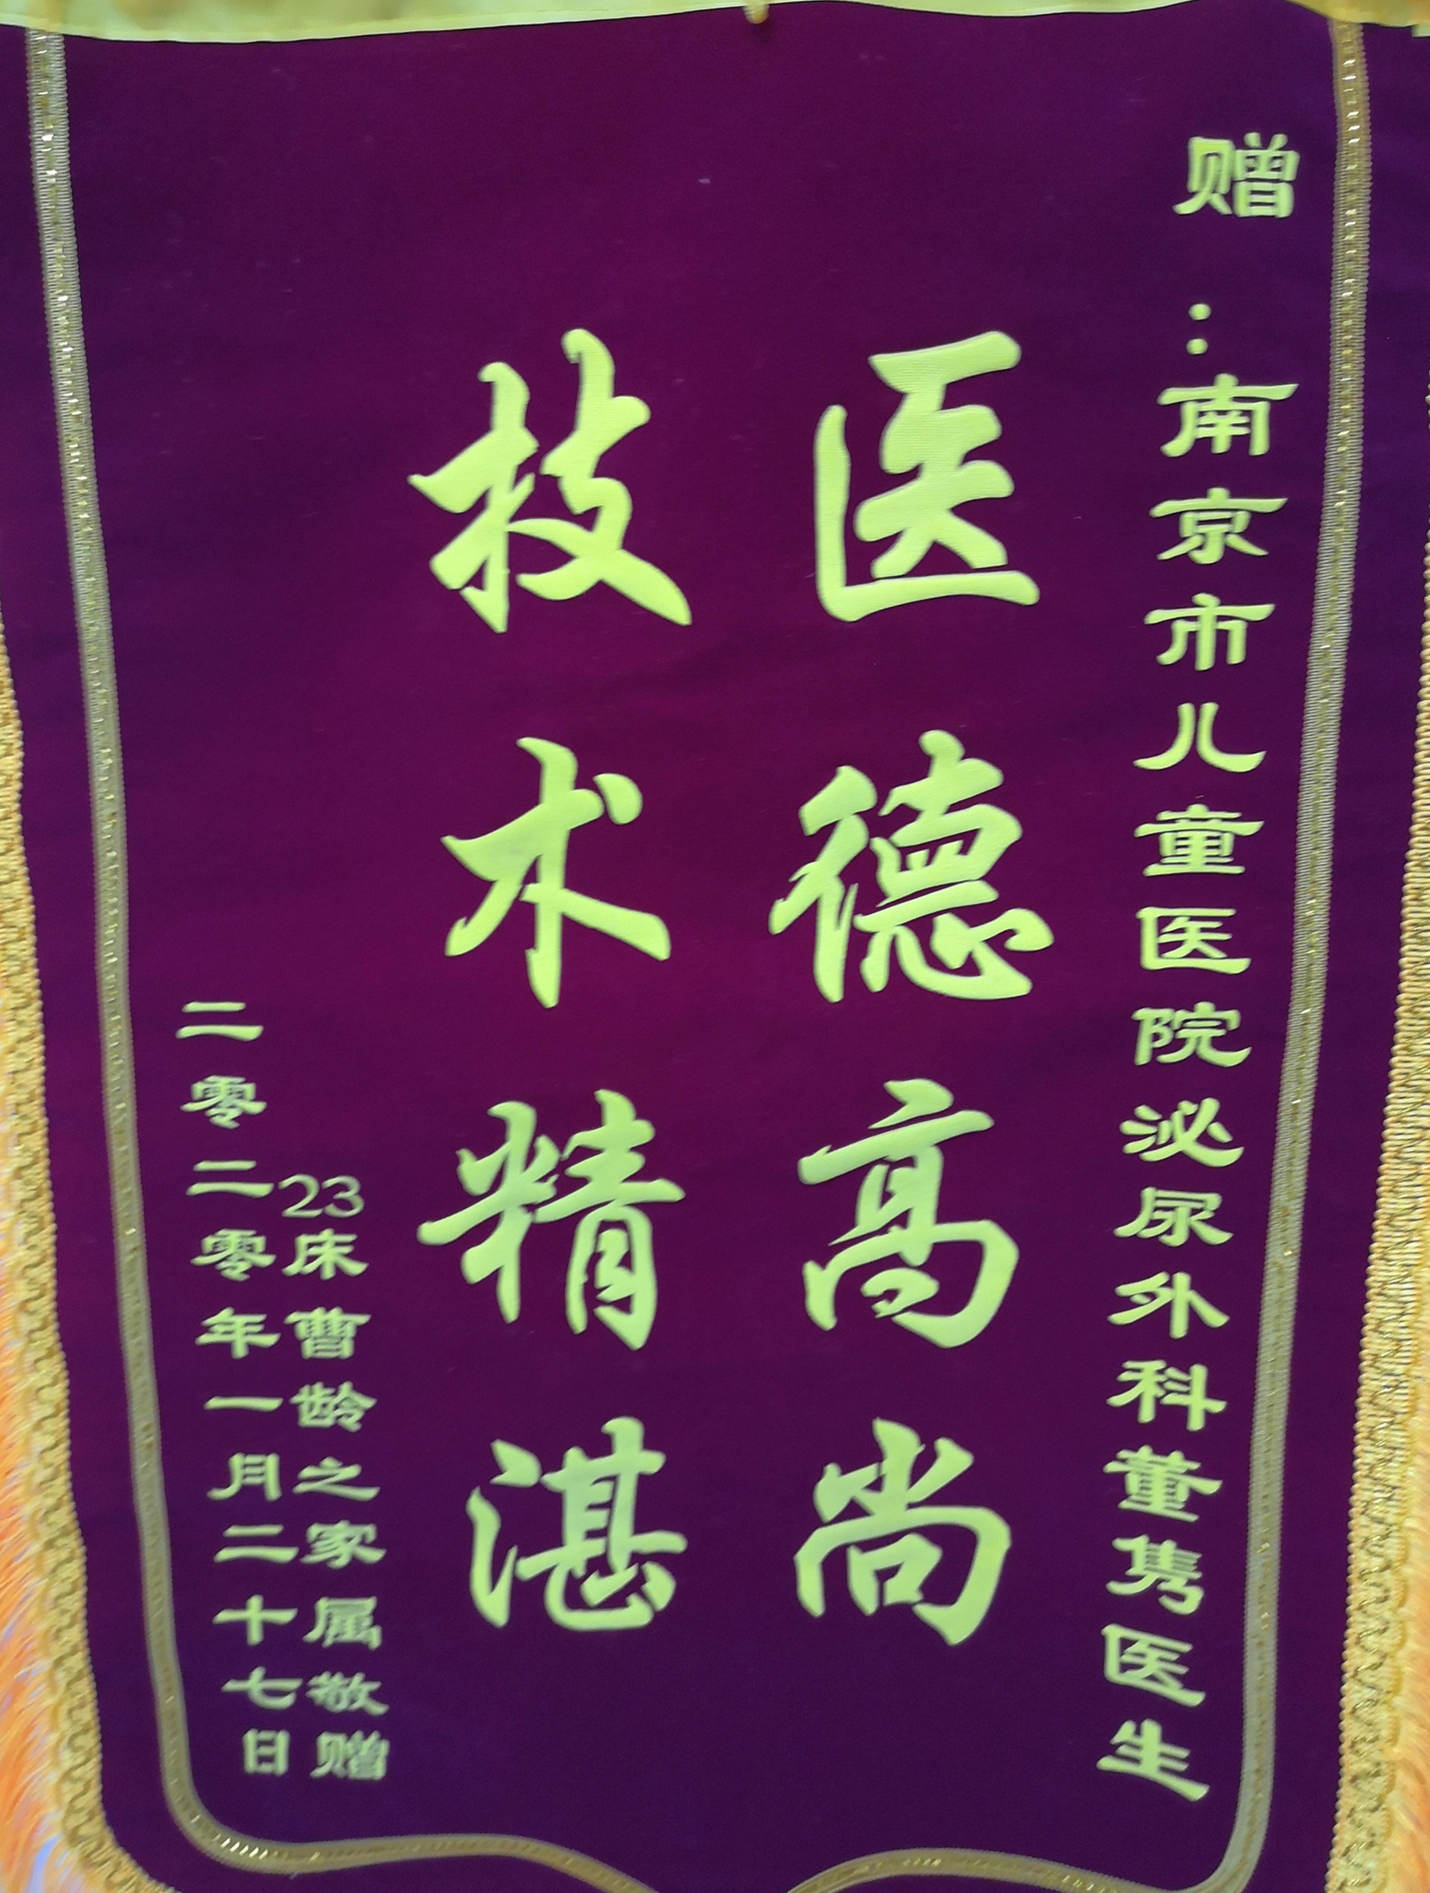 赠：南京市儿童医院泌尿外科董隽医生
医德高尚
技术精湛
23床曹龄之家属敬赠
二零二零年一月二十七日